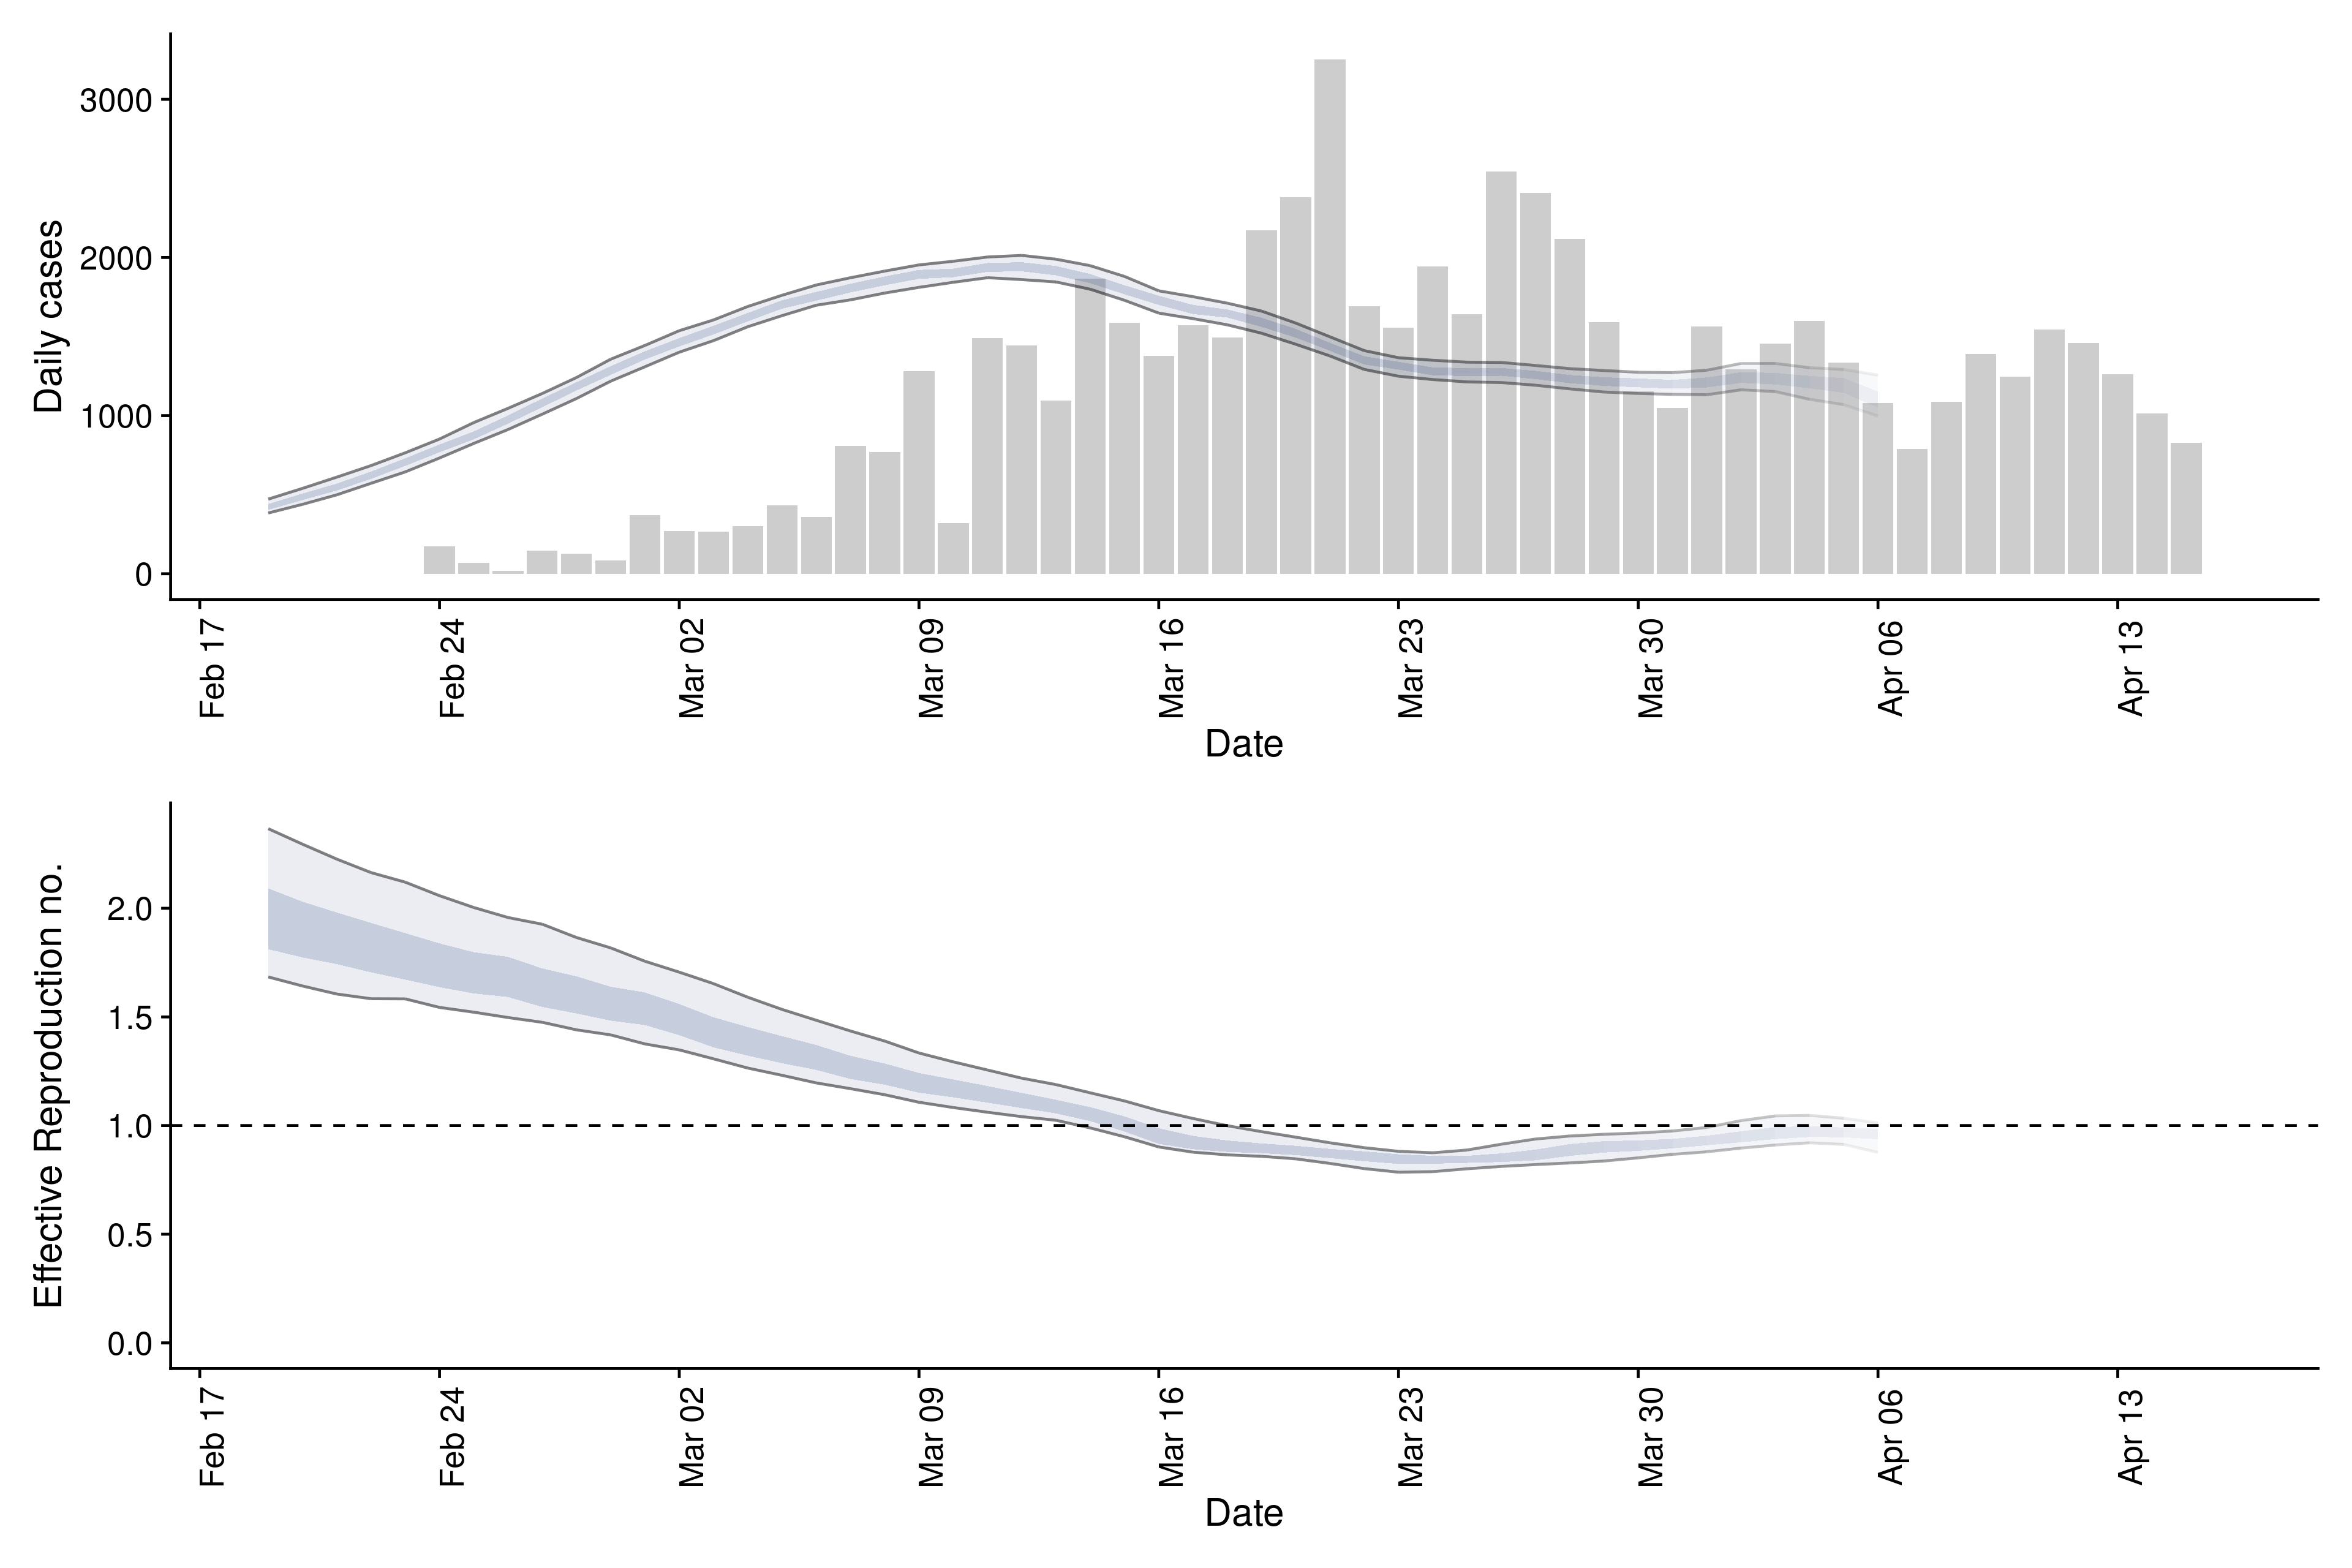 Daily cases
3000
2000
1000
0
Feb 17
Feb 24
Mar 02
Mar 09
Mar 16
Mar 23
Mar 30
Apr 06
Apr 13
Date
Effective Reproduction no.
2.0
1.5
1.0
0.5
0.0
Feb 17
Feb 24
Mar 02
Mar 09
Mar 16
Mar 23
Mar 30
Apr 06
Apr 13
Date